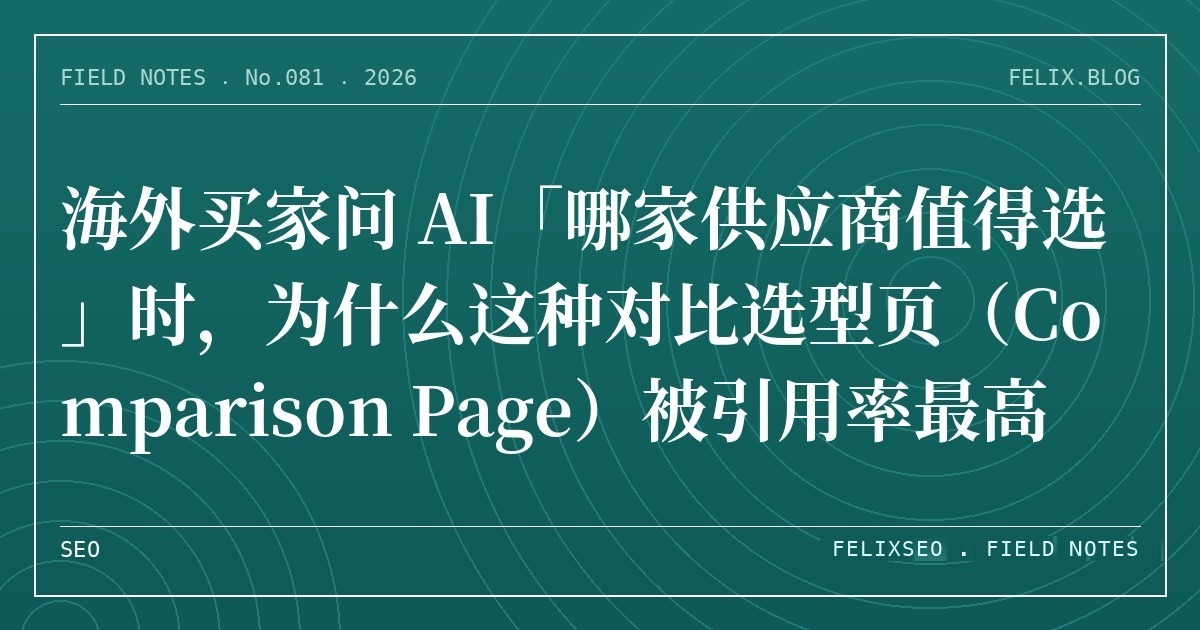 FIELD NOTES . No.081 . 2026
FELIX.BLOG
海外买家问 AI「哪家供应商值得选
」时，为什么这种对比选型页（Co
mparison Page）被引用率最高
SEO
FELIXSEO . FIELD NOTES